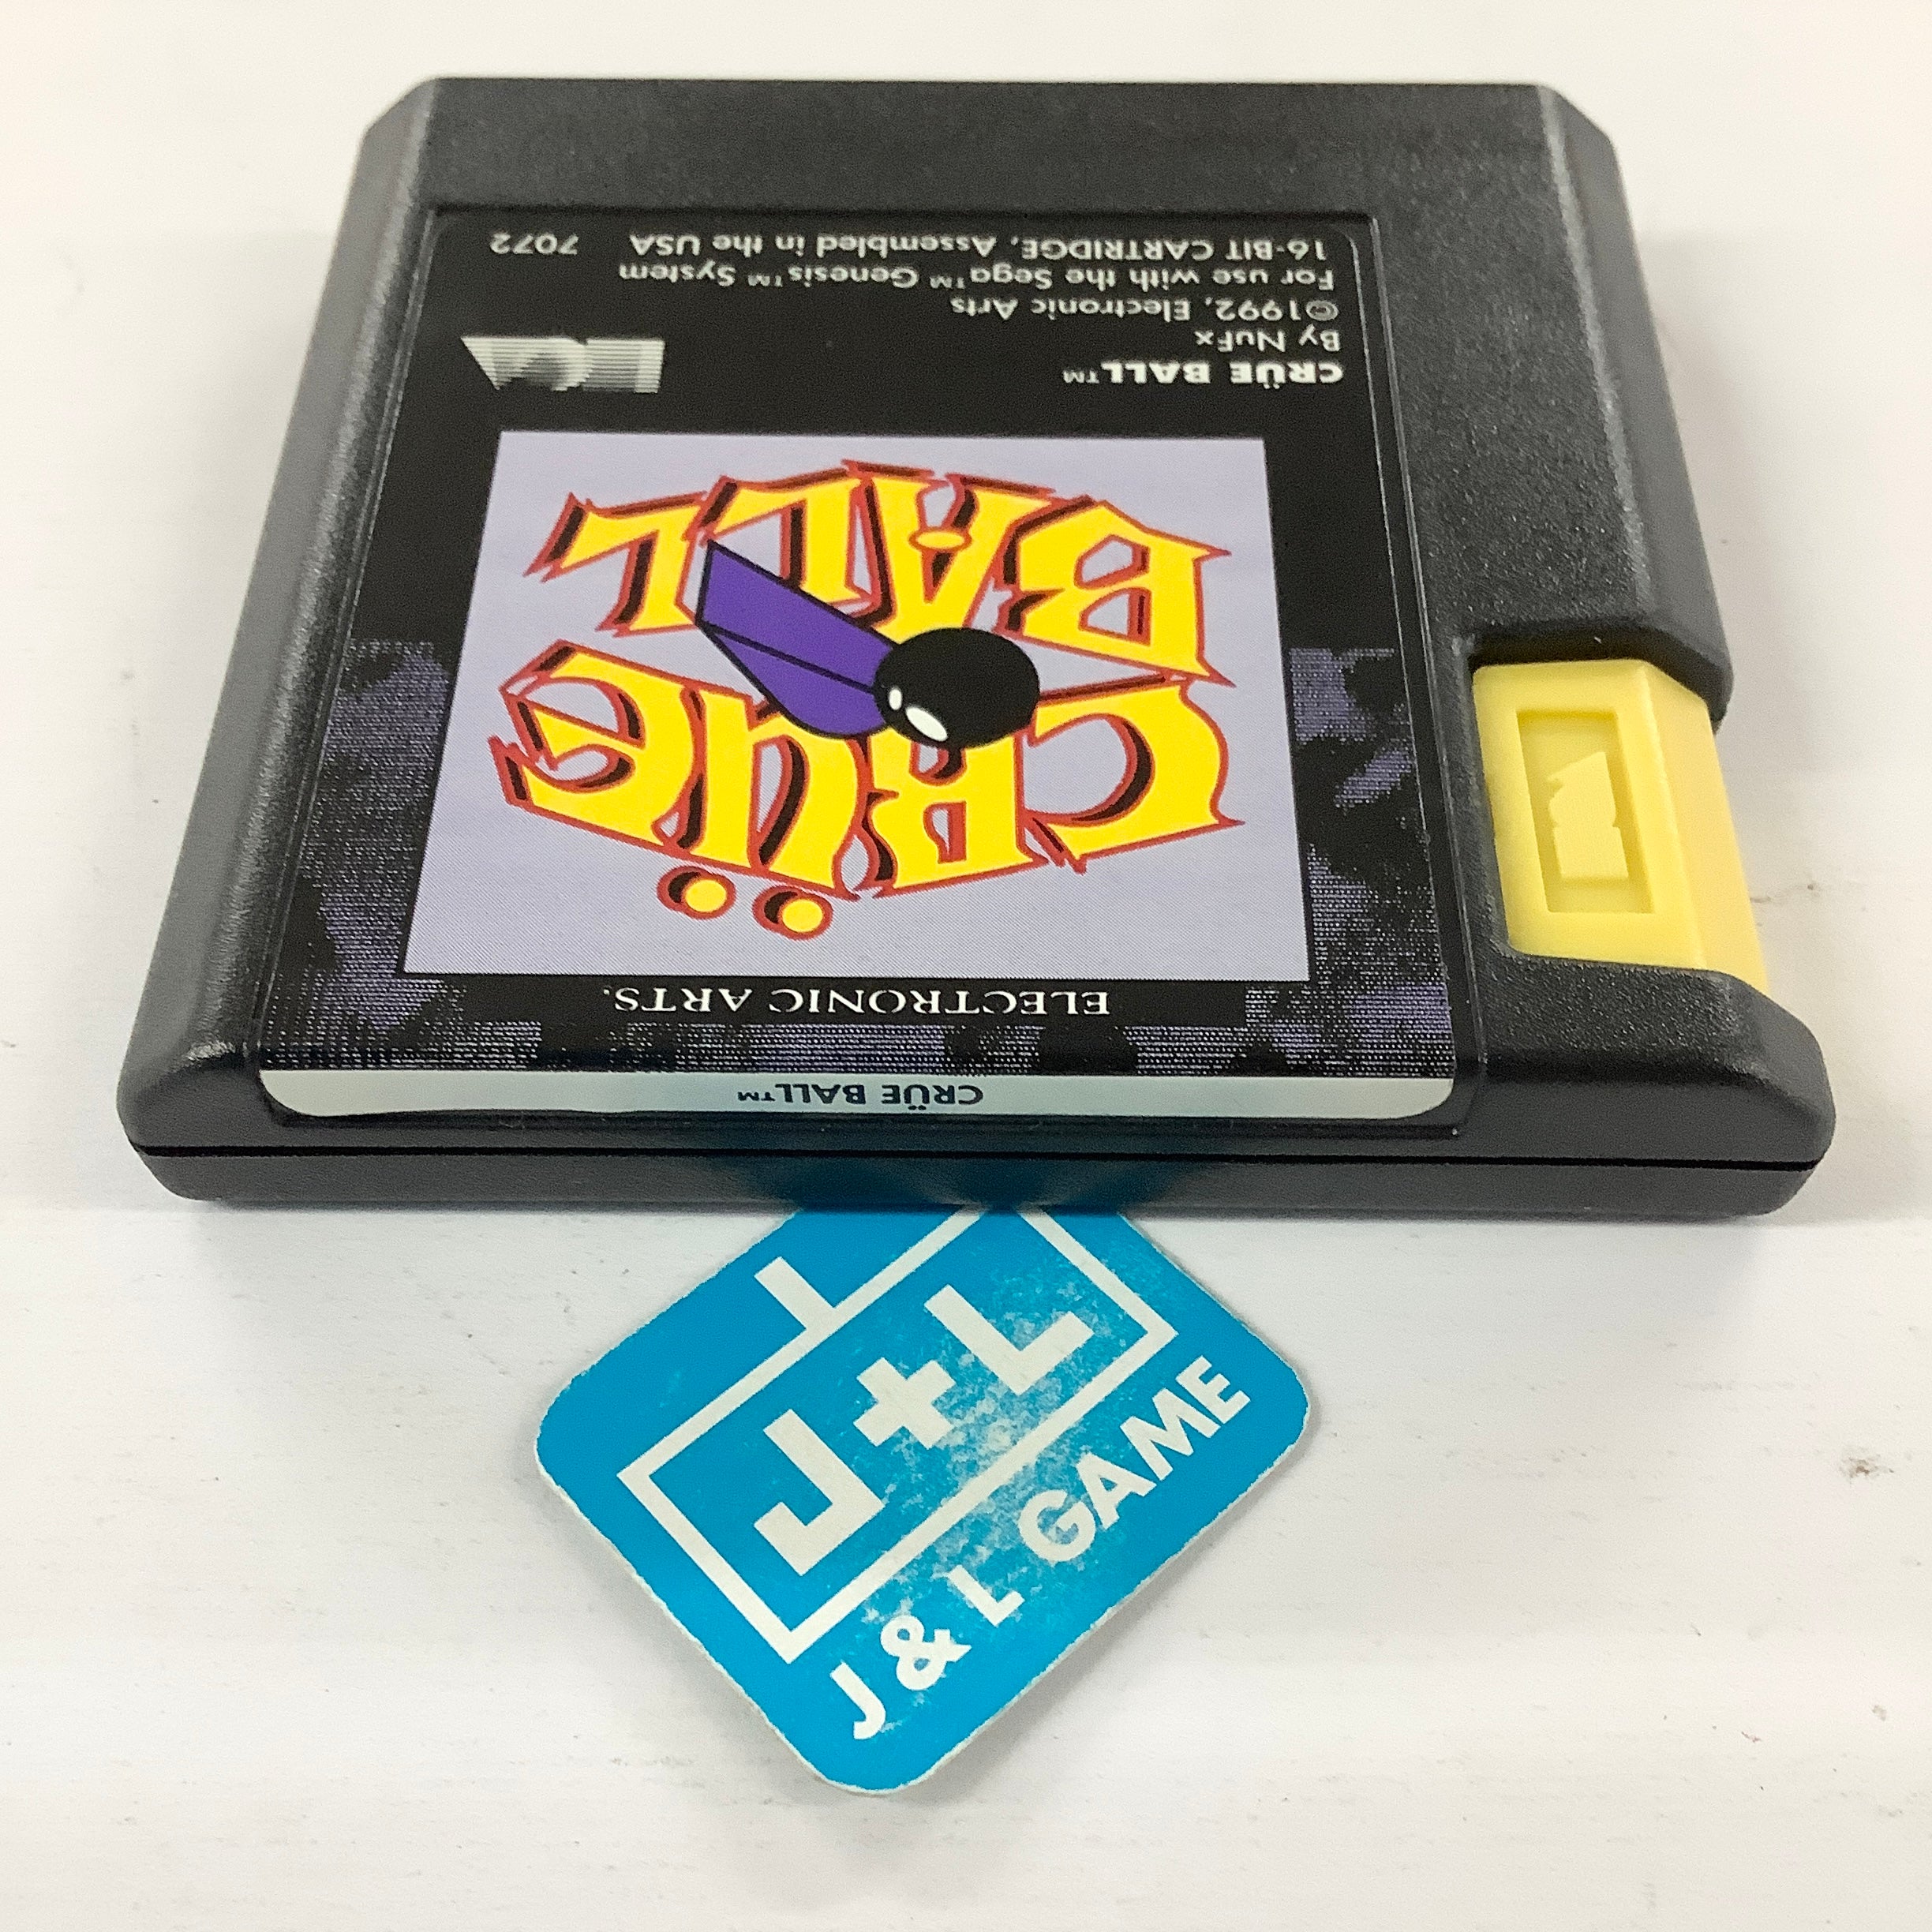 CRÜE BALL™
ELECTRONIC ARTS.
CRÜE
BALL
CRÜE BALL™
By NuFx
©1992, Electronic Arts
For use with the Sega™ Genesis™ System
16-BIT CARTRIDGE, Assembled in the USA 7072
EA
J+L
J & L GAME